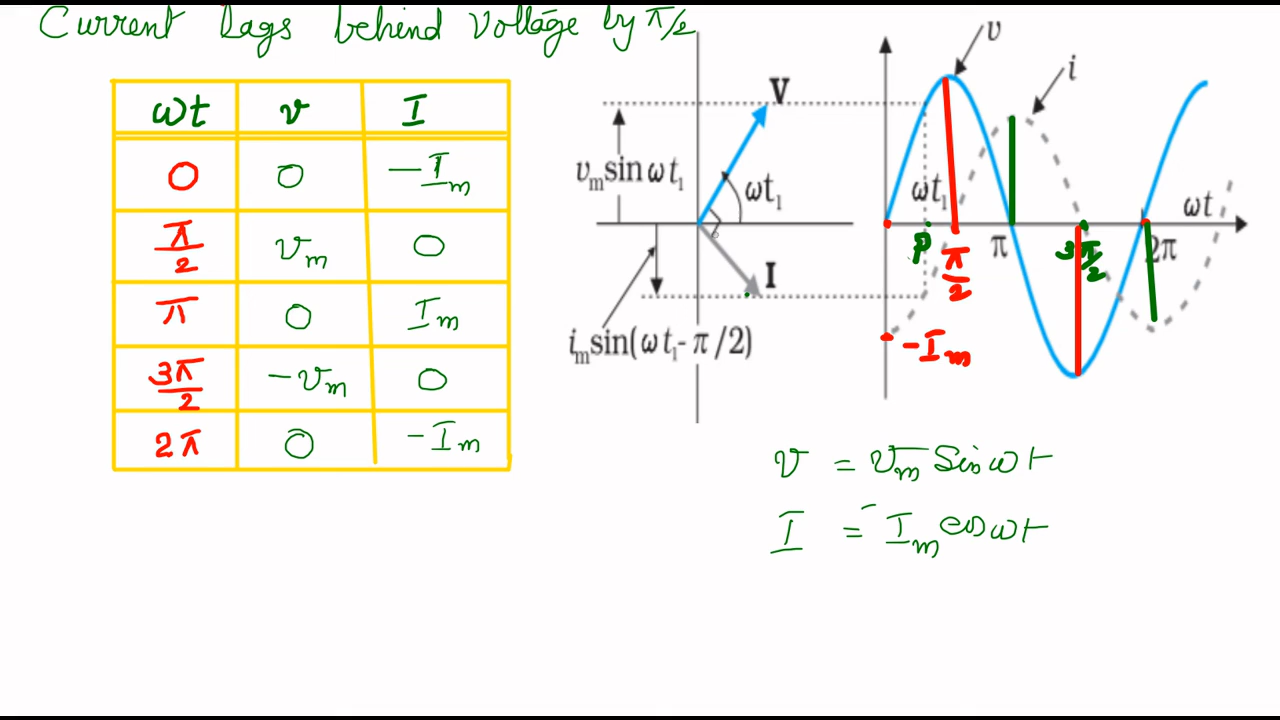 Current lags behind Voltage by π/2
ωt v I
0 0 -Im
π/2 vm 0
π 0 Im
3π/2 -vm 0
2π 0 -Im
V
vm sin ωt1
ωt1
I
im sin(ωt1-π/2)
v
i
ωt1
ωt
P
π/2
π
3π/2
2π
-Im
v = vm Sin ωt
I = -Im cos ωt